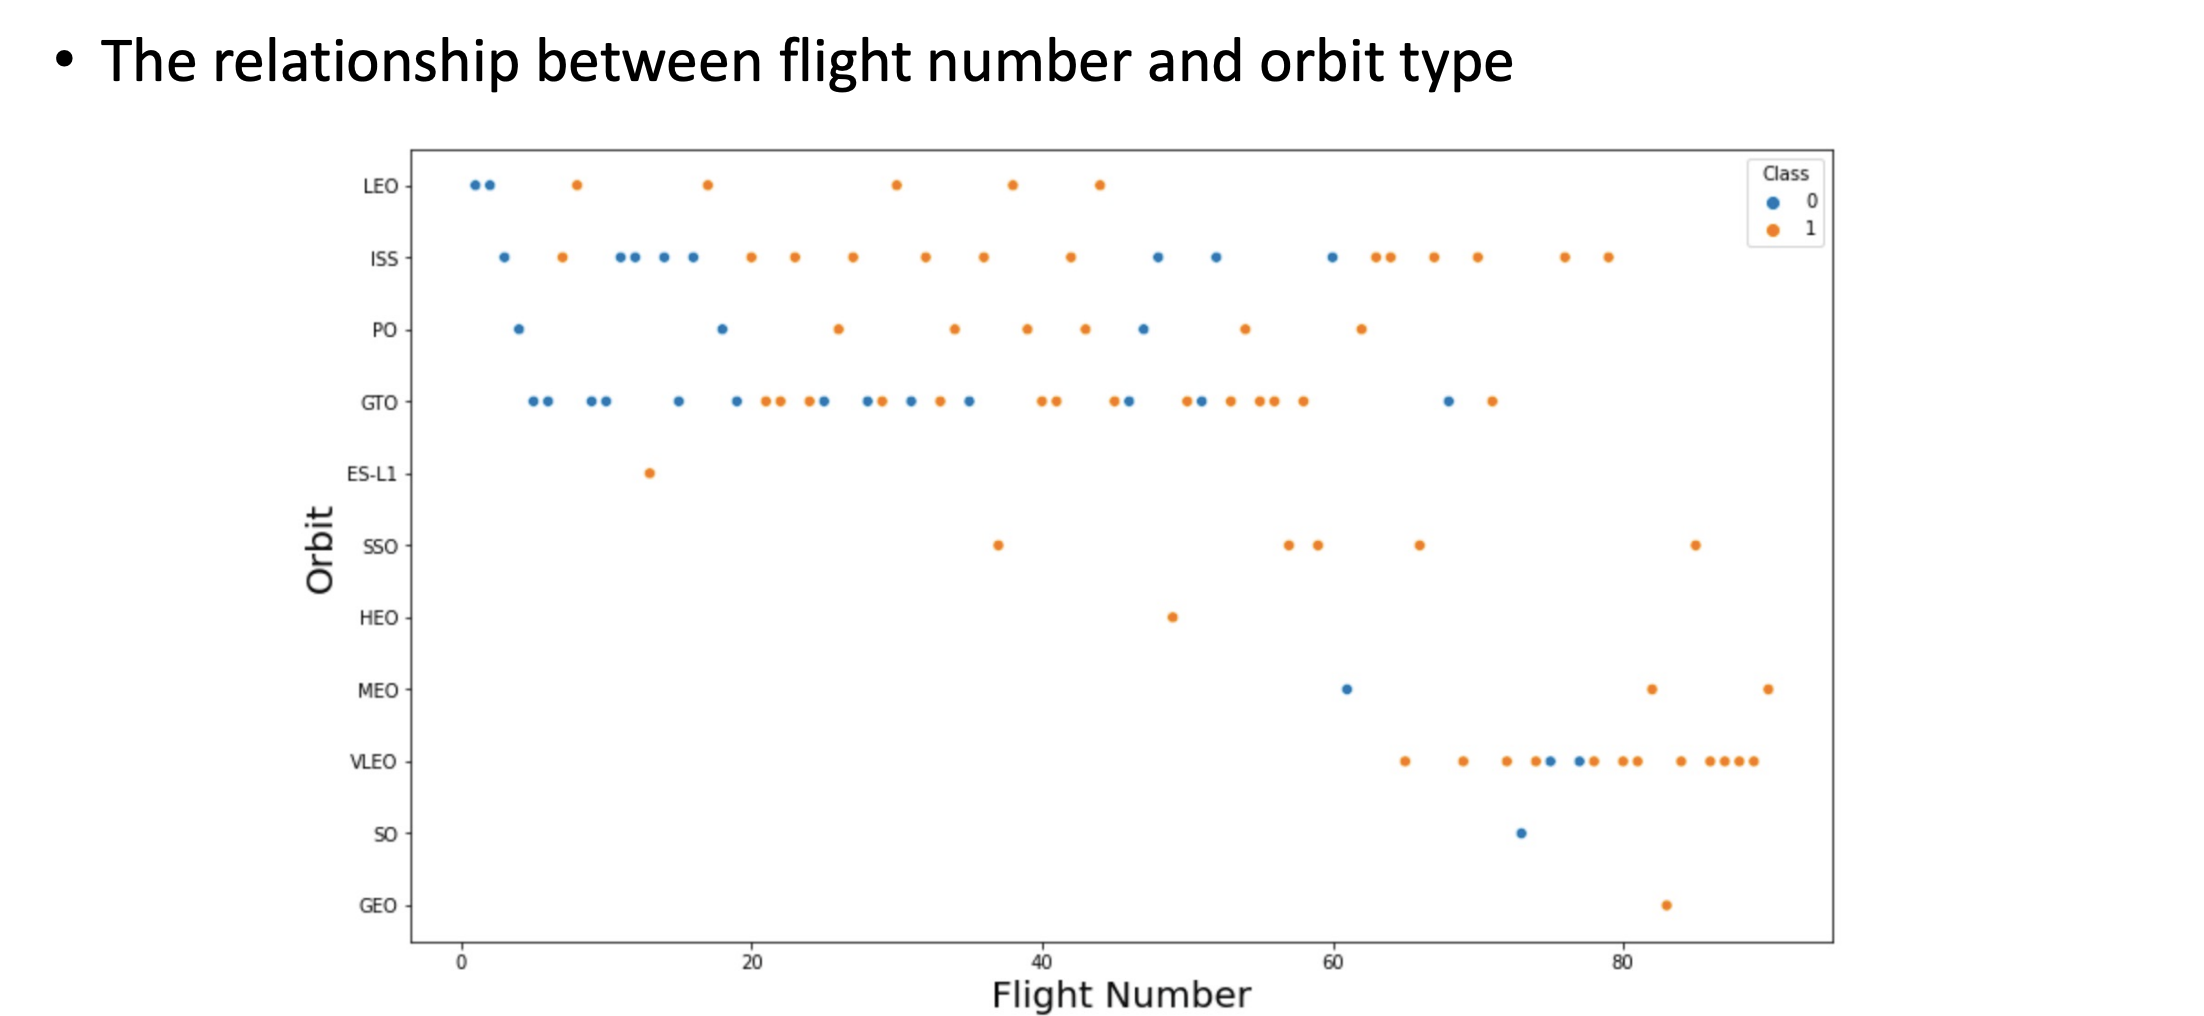 • The relationship between flight number and orbit type
Class
0
1
LEO
ISS
PO
GTO
ES-L1
SSO
HEO
MEO
VLEO
SO
GEO
Orbit
0 20 40 60 80
Flight Number